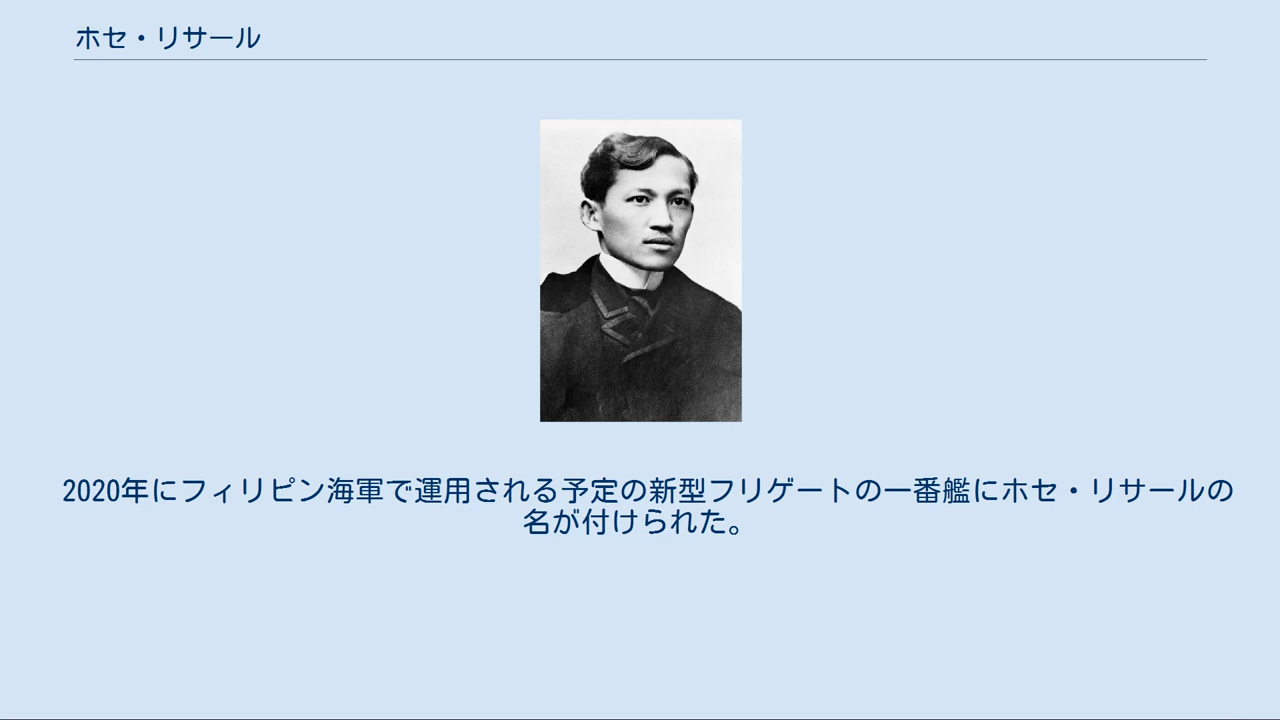 ホセ・リサール
2020年にフィリピン海軍で運用される予定の新型フリゲートの一番艦にホセ・リサールの
名が付けられた。